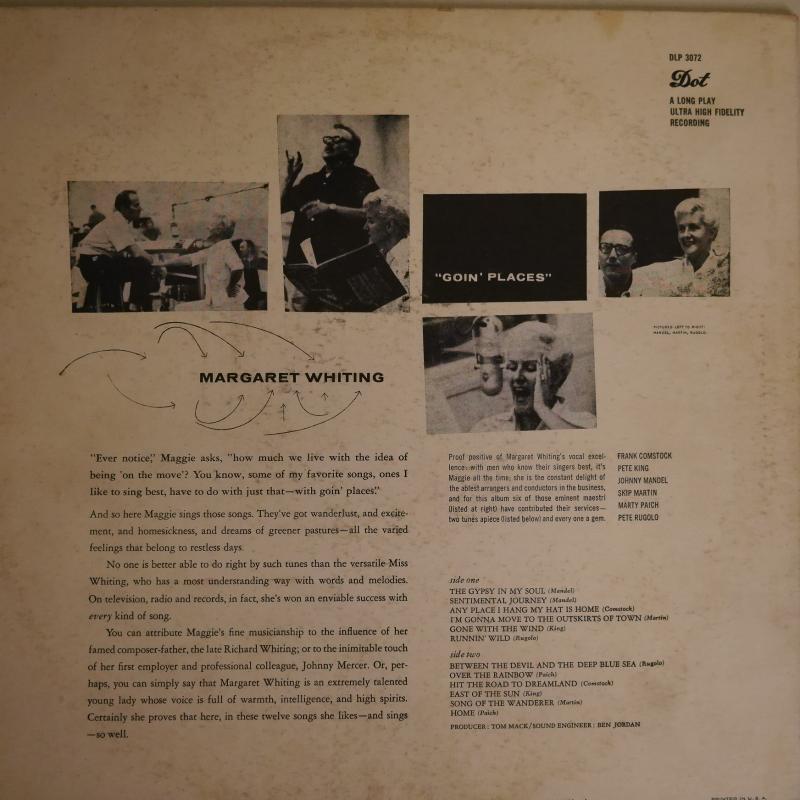 DLP 3072
Dot
A LONG PLAY
ULTRA HIGH FIDELITY
RECORDING
"GOIN' PLACES"
PICTURED LEFT TO RIGHT:
MANDEL, MARTIN, RUGOLO.
MARGARET WHITING
"Ever notice," Maggie asks, "how much we live with the idea of
being 'on the move'? You know, some of my favorite songs, ones I
like to sing best, have to do with just that—with goin' places."
And so here Maggie sings those songs. They've got wanderlust, and excite-
ment, and homesickness, and dreams of greener pastures—all the varied
feelings that belong to restless days.
No one is better able to do right by such tunes than the versatile Miss
Whiting, who has a most understanding way with words and melodies.
On television, radio and records, in fact, she's won an enviable success with
every kind of song.
You can attribute Maggie's fine musicianship to the influence of her
famed composer-father, the late Richard Whiting; or to the inimitable touch
of her first employer and professional colleague, Johnny Mercer. Or, per-
haps, you can simply say that Margaret Whiting is an extremely talented
young lady whose voice is full of warmth, intelligence, and high spirits.
Certainly she proves that here, in these twelve songs she likes—and sings
—so well.
Proof positive of Margaret Whiting's vocal excel-
lence: with men who know their singers best, it's
Maggie all the time; she is the constant delight of
the ablest arrangers and conductors in the business,
and for this album six of those eminent maestri
(listed at right) have contributed their services—
two tunes apiece (listed below) and every one a gem.
FRANK COMSTOCK
PETE KING
JOHNNY MANDEL
SKIP MARTIN
MARTY PAICH
PETE RUGOLO
side one
THE GYPSY IN MY SOUL (Mandel)
SENTIMENTAL JOURNEY (Mandel)
ANY PLACE I HANG MY HAT IS HOME (Comstock)
I'M GONNA MOVE TO THE OUTSKIRTS OF TOWN (Martin)
GONE WITH THE WIND (King)
RUNNIN' WILD (Rugolo)
side two
BETWEEN THE DEVIL AND THE DEEP BLUE SEA (Rugolo)
OVER THE RAINBOW (Paich)
HIT THE ROAD TO DREAMLAND (Comstock)
EAST OF THE SUN (King)
SONG OF THE WANDERER (Martin)
HOME (Paich)
PRODUCER: TOM MACK/SOUND ENGINEER: BEN JORDAN
PRINTED IN U.S.A.